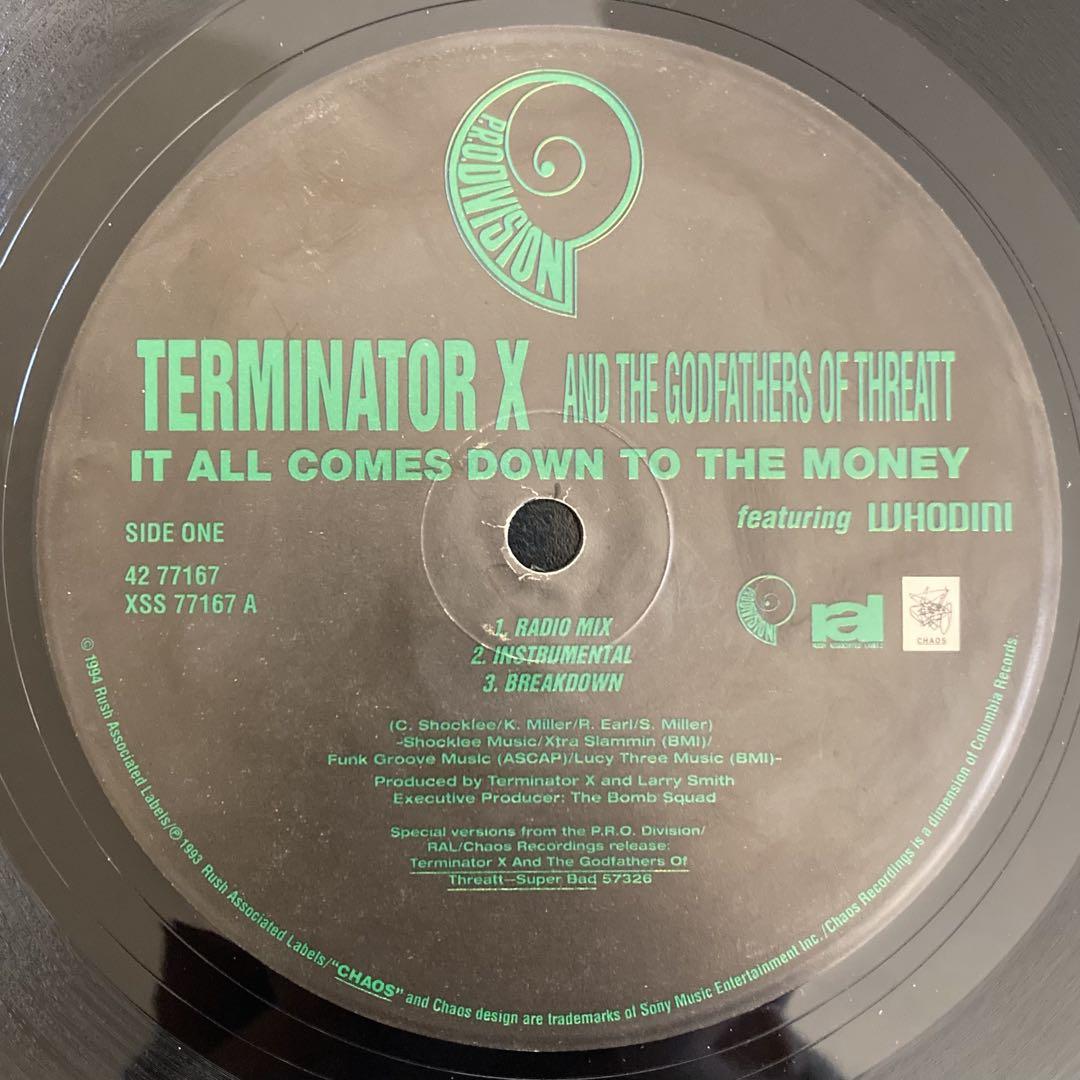 P.R.O. DIVISION
TERMINATOR X AND THE GODFATHERS OF THREATT
IT ALL COMES DOWN TO THE MONEY
featuring WHODINI
SIDE ONE
42 77167
XSS 77167 A
P.R.O. DIVISION
ral
RUSH ASSOCIATED LABELS
CHAOS
1. RADIO MIX
2. INSTRUMENTAL
3. BREAKDOWN
(C. Shocklee/K. Miller/R. Earl/S. Miller)
-Shocklee Music/Xtra Slammin (BMI)/
Funk Groove Music (ASCAP)/Lucy Three Music (BMI)-
Produced by Terminator X and Larry Smith
Executive Producer: The Bomb Squad
Special versions from the P.R.O. Division/
RAL/Chaos Recordings release:
Terminator X And The Godfathers Of
Threatt—Super Bad 57326
© 1994 Rush Associated Labels/℗ 1993 Rush Associated Labels/"CHAOS" and Chaos design are trademarks of Sony Music Entertainment Inc./Chaos Recordings is a dimension of Columbia Records.